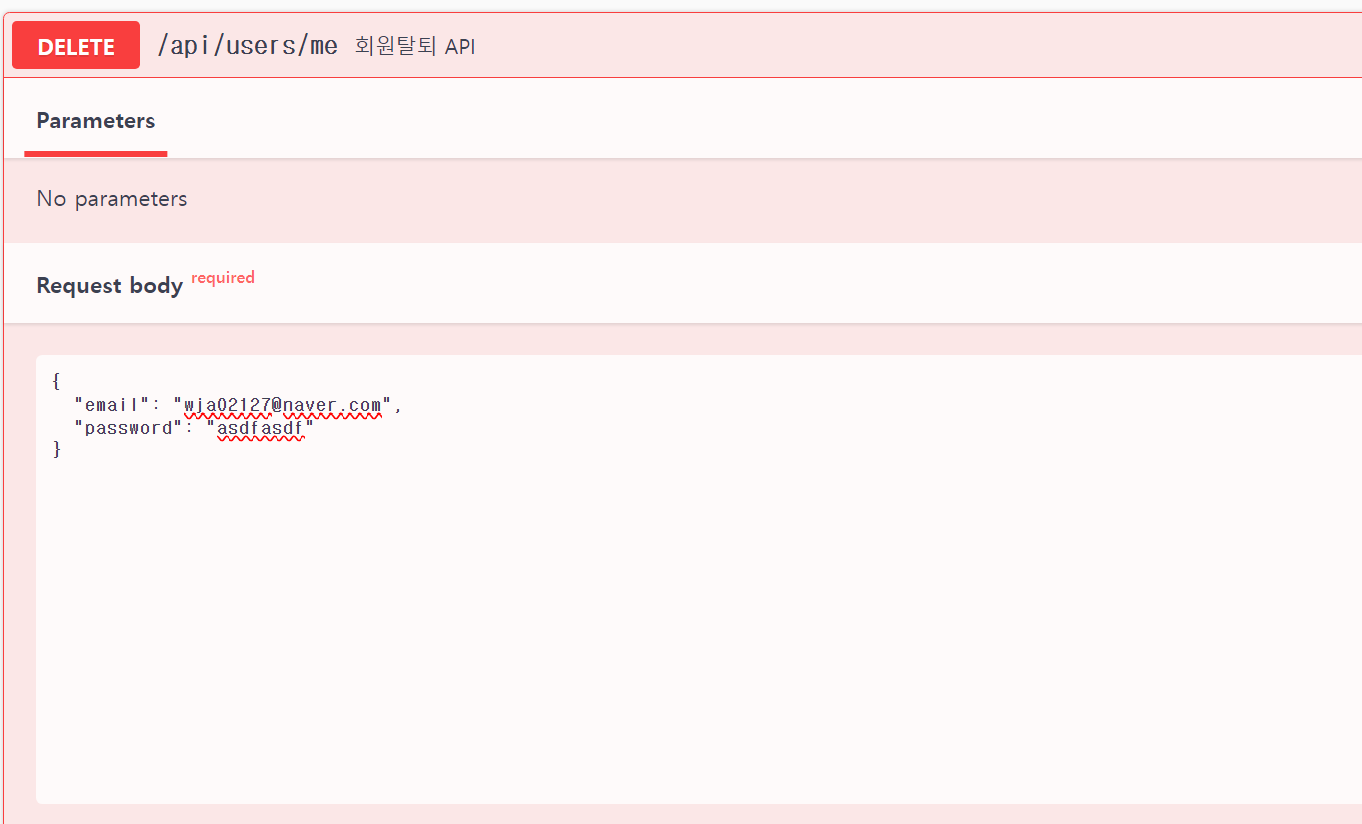 DELETE /api/users/me 회원탈퇴 API
Parameters
No parameters
Request body required
{
  "email": "wja02127@naver.com",
  "password": "asdfasdf"
}